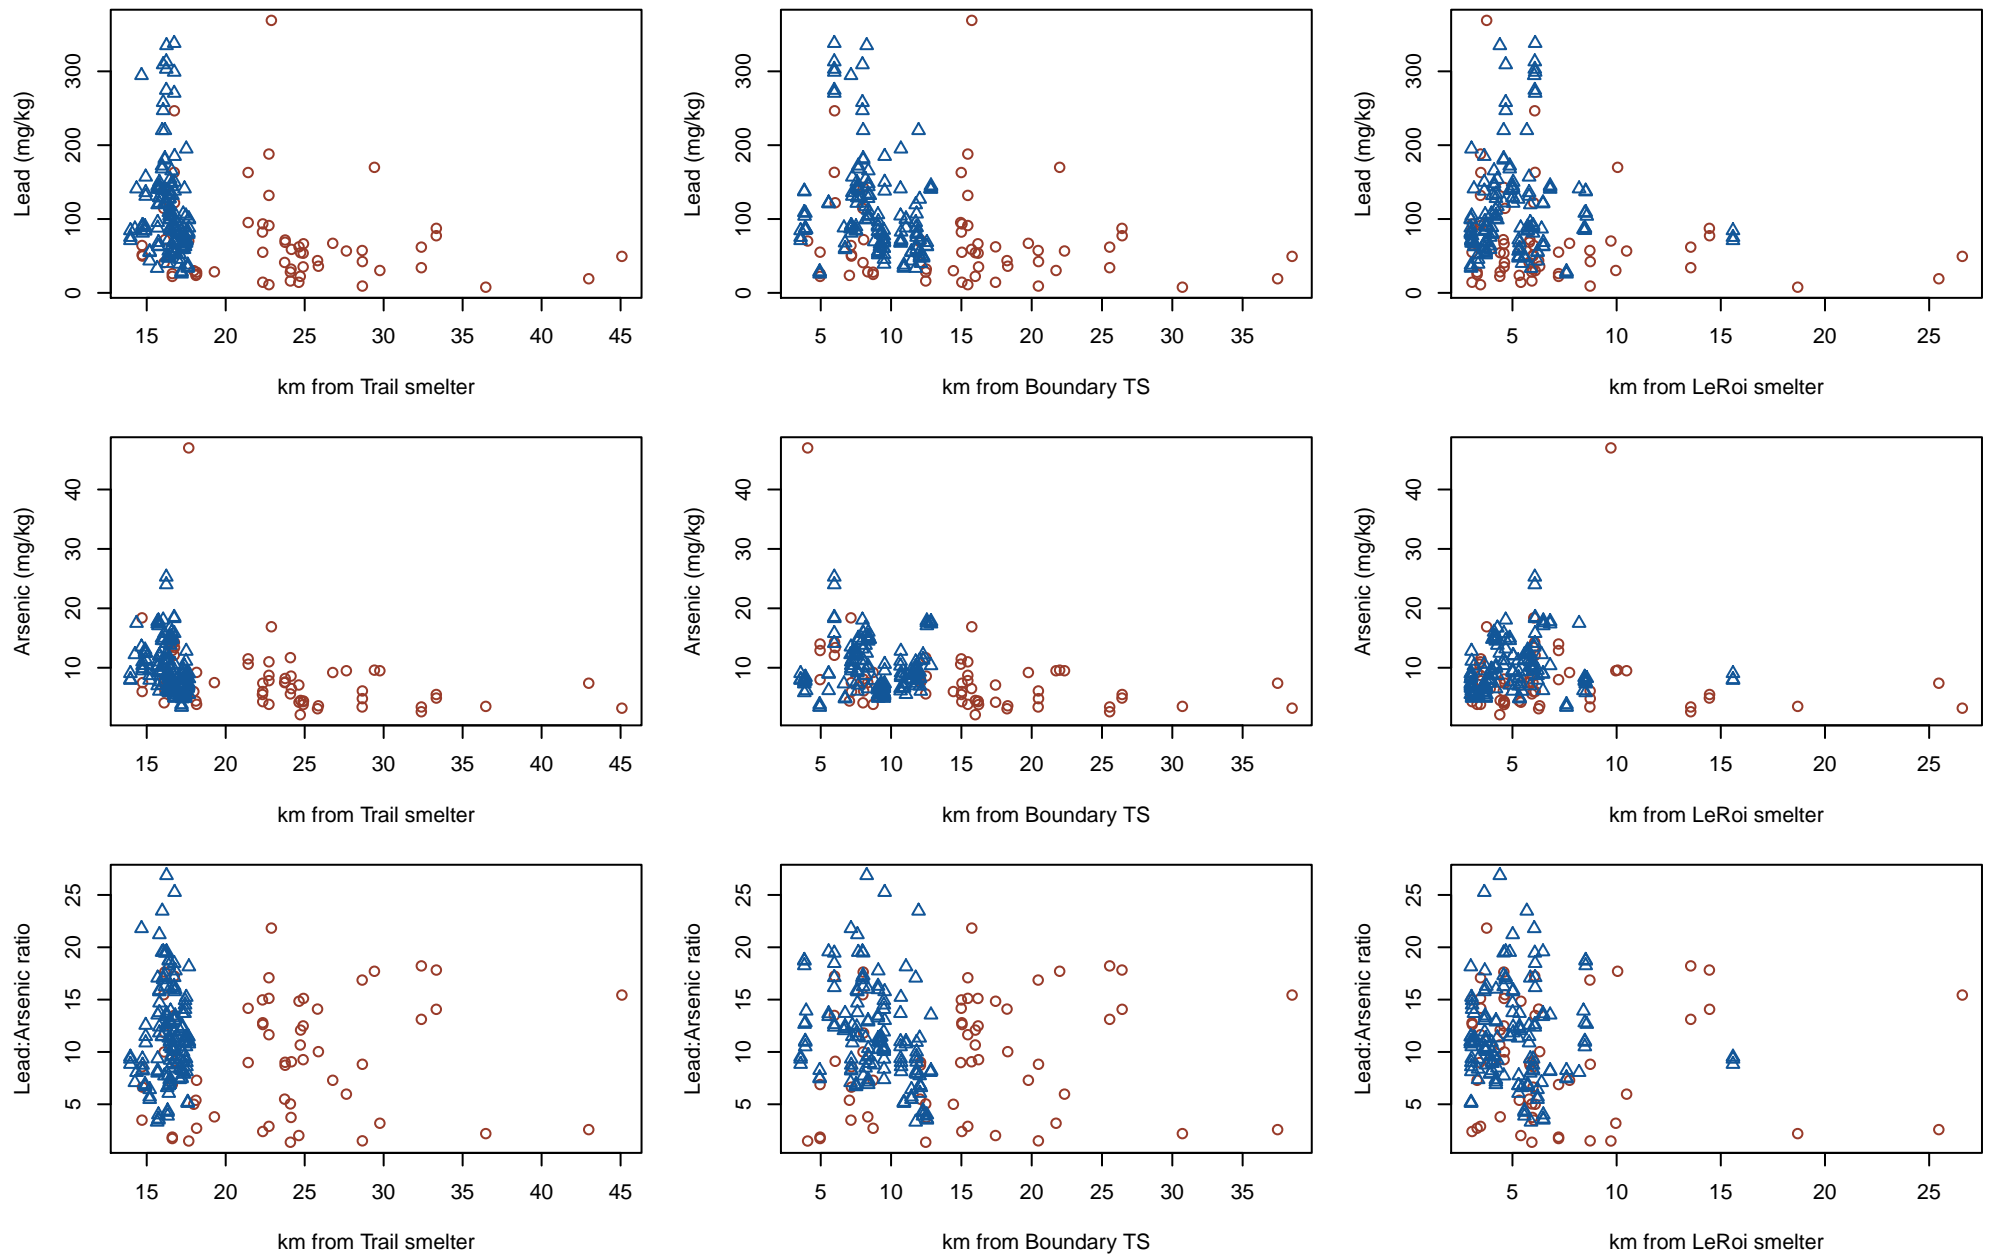 Lead (mg/kg)
0 100 200 300
15 20 25 30 35 40 45
km from Trail smelter
Lead (mg/kg)
0 100 200 300
5 10 15 20 25 30 35
km from Boundary TS
Lead (mg/kg)
0 100 200 300
5 10 15 20 25
km from LeRoi smelter
Arsenic (mg/kg)
10 20 30 40
15 20 25 30 35 40 45
km from Trail smelter
Arsenic (mg/kg)
10 20 30 40
5 10 15 20 25 30 35
km from Boundary TS
Arsenic (mg/kg)
10 20 30 40
5 10 15 20 25
km from LeRoi smelter
Lead:Arsenic ratio
5 10 15 20 25
15 20 25 30 35 40 45
km from Trail smelter
Lead:Arsenic ratio
5 10 15 20 25
5 10 15 20 25 30 35
km from Boundary TS
Lead:Arsenic ratio
5 10 15 20 25
5 10 15 20 25
km from LeRoi smelter